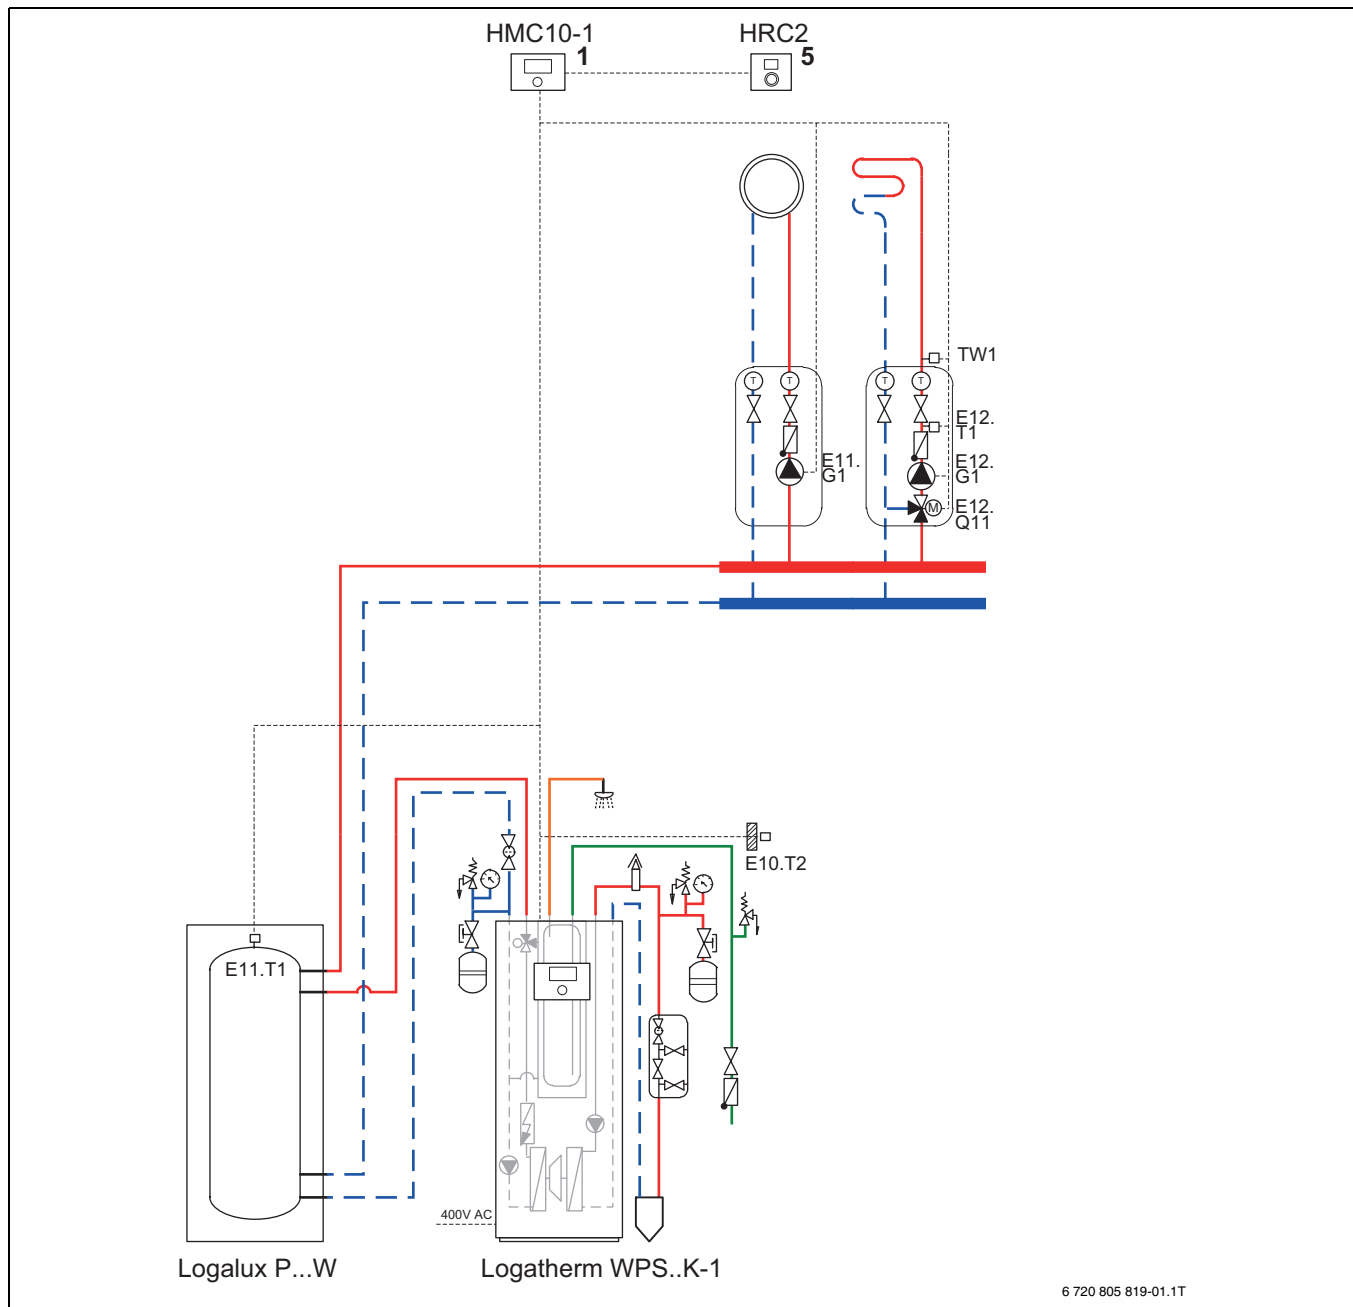 HMC10-1
1
HRC2
5
TW1
T
T
T
T
E12.
T1
E11.
G1
E12.
G1
M
E12.
Q11
E10.T2
E11.T1
400V AC
Logalux P...W
Logatherm WPS..K-1
6 720 805 819-01.1T